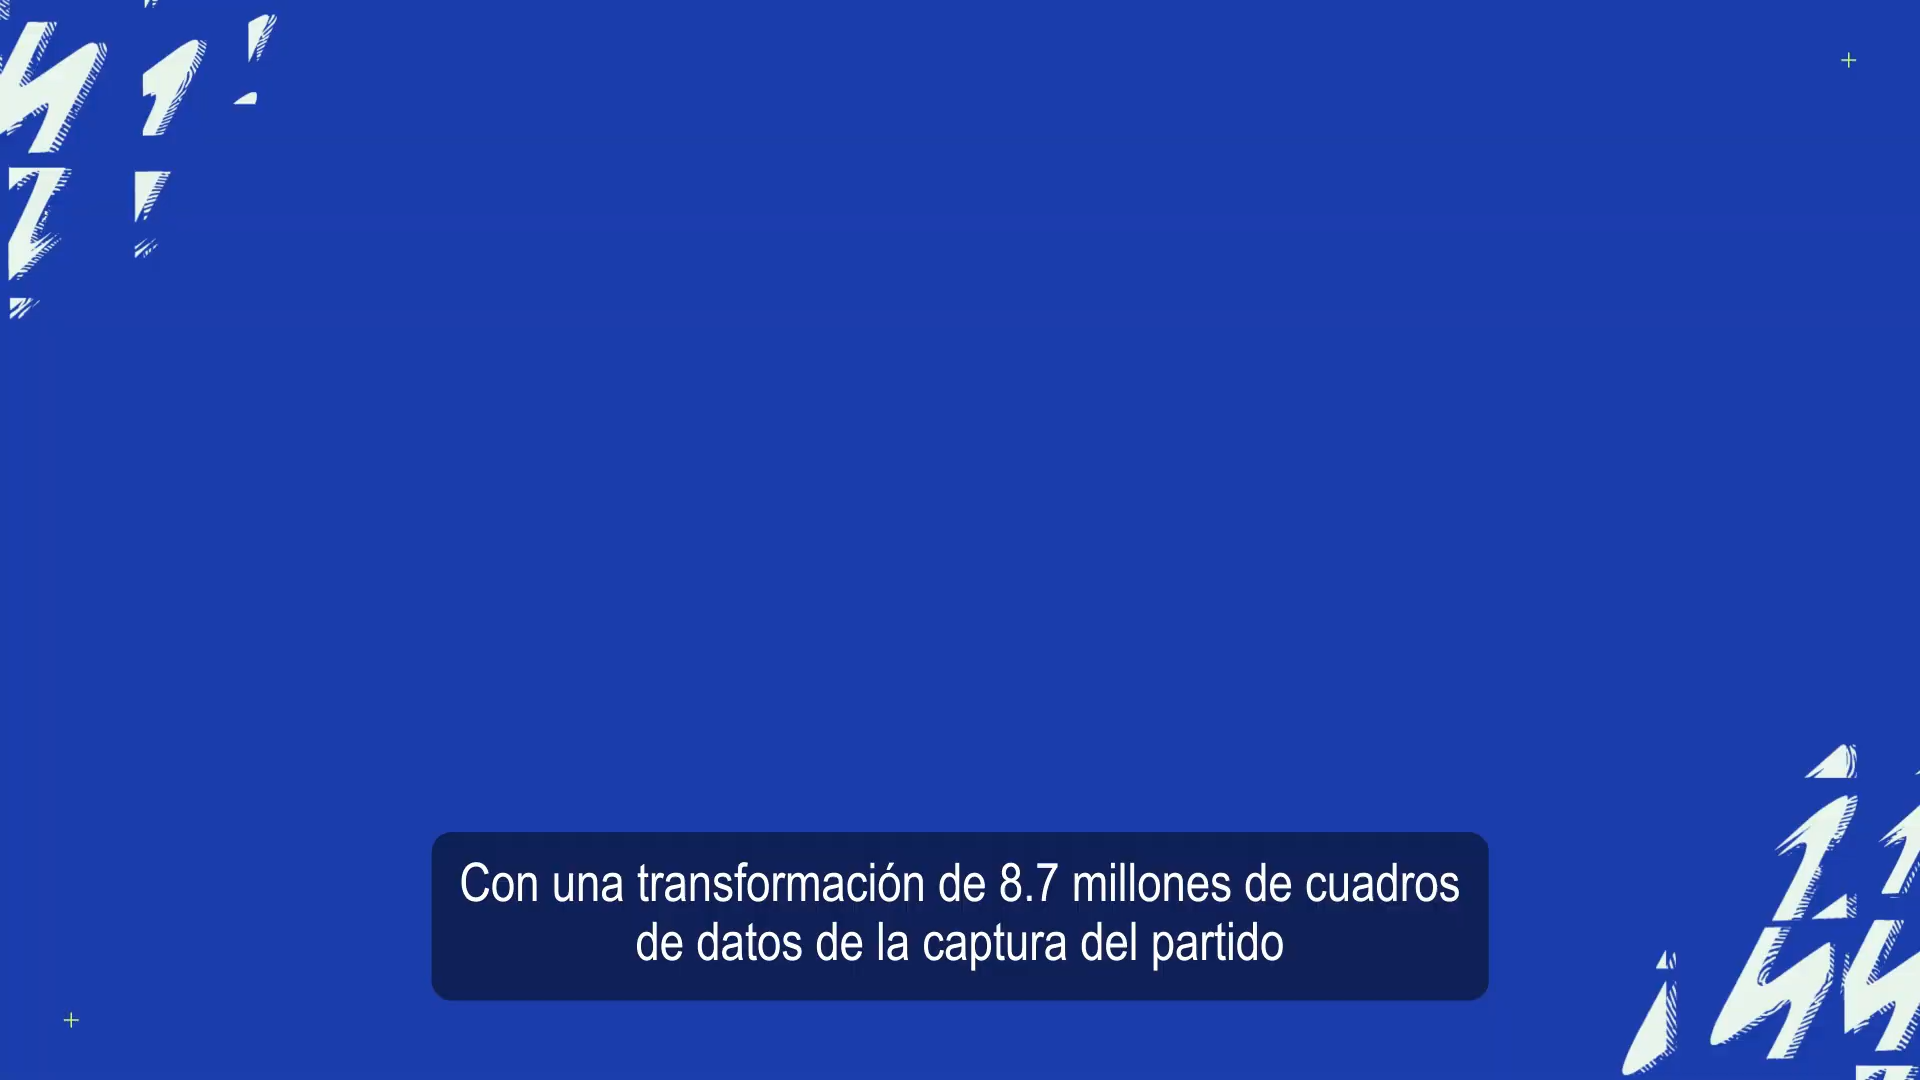 Con una transformación de 8.7 millones de cuadros
de datos de la captura del partido